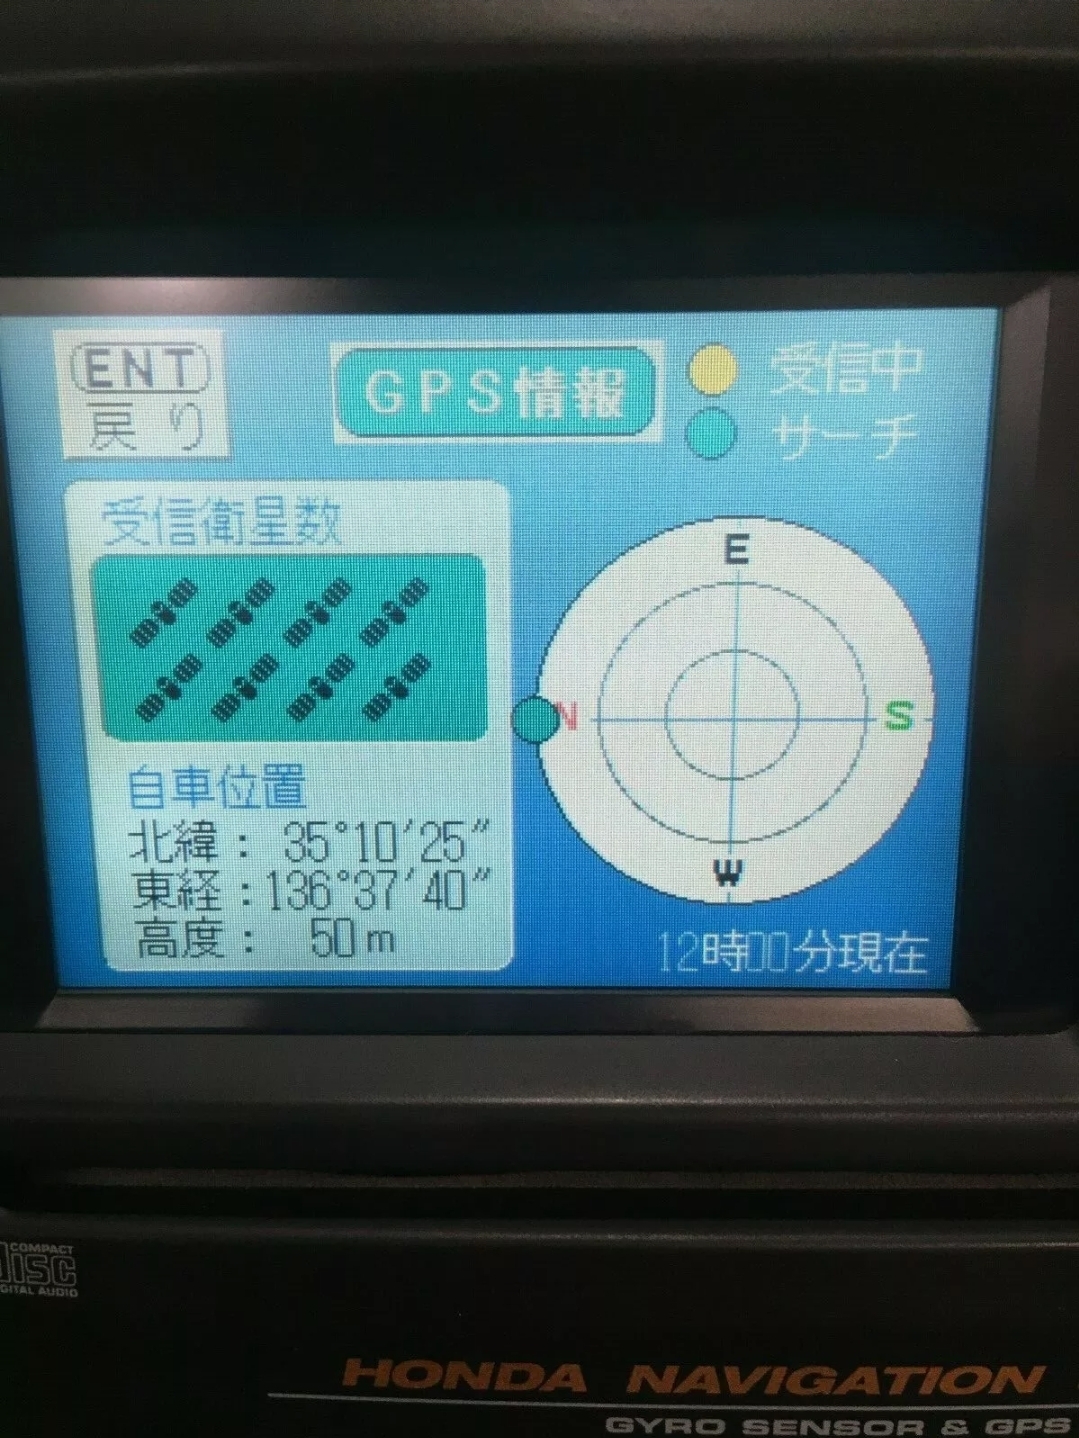 ENT
戻り
GPS情報
受信中
サーチ
受信衛星数
自車位置
北緯： 35°10′25″
東経：136°37′40″
高度： 50m
E
N
S
W
12時00分現在
COMPACT
DISC
DIGITAL AUDIO
HONDA NAVIGATION
GYRO SENSOR & GPS